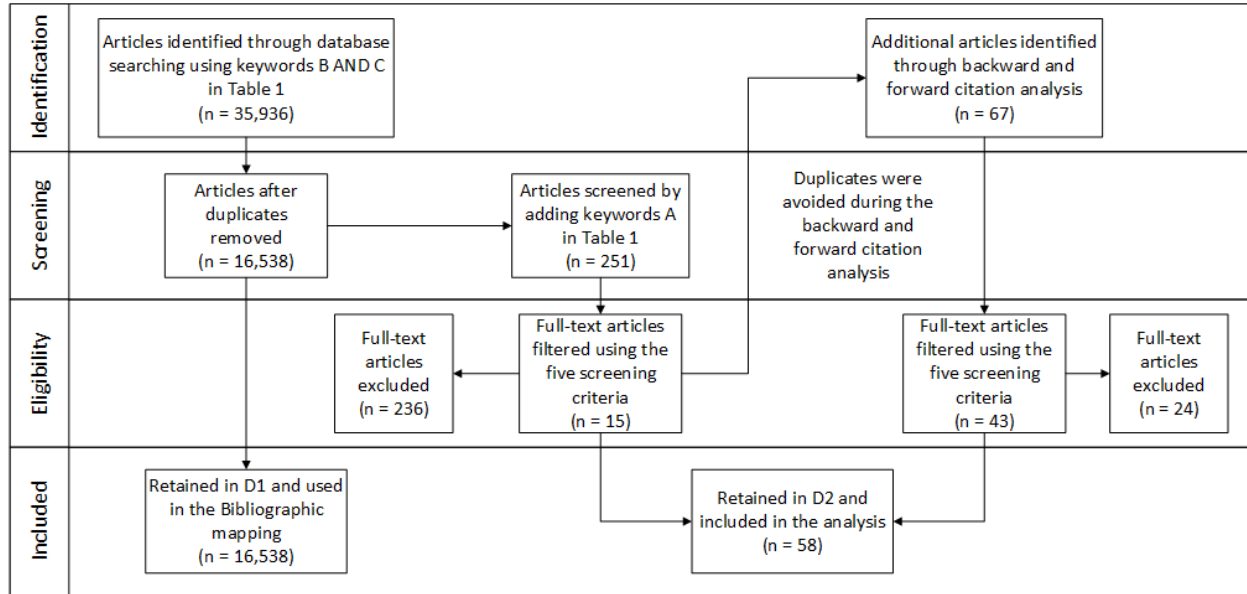 Identification
Articles identified through database
searching using keywords B AND C
in Table 1
(n = 35,936)
Additional articles identified
through backward and
forward citation analysis
(n = 67)
Screening
Articles after
duplicates
removed
(n = 16,538)
Articles screened by
adding keywords A
in Table 1
(n = 251)
Duplicates were
avoided during the
backward and
forward citation
analysis
Eligibility
Full-text
articles
excluded
(n = 236)
Full-text articles
filtered using the
five screening
criteria
(n = 15)
Full-text articles
filtered using the
five screening
criteria
(n = 43)
Full-text
articles
excluded
(n = 24)
Included
Retained in D1 and used
in the Bibliographic
mapping
(n = 16,538)
Retained in D2 and
included in the analysis
(n = 58)